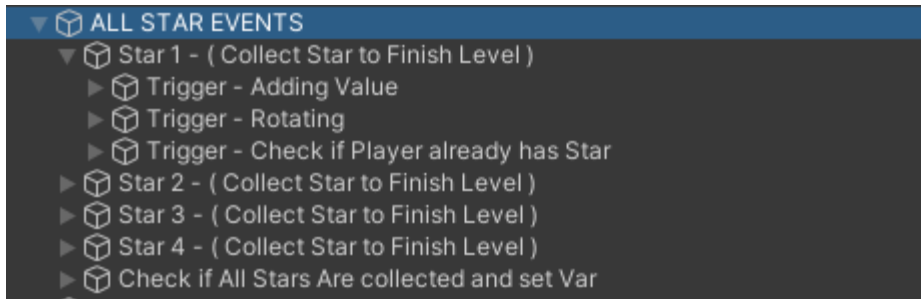 ALL STAR EVENTS
Star 1 - ( Collect Star to Finish Level )
Trigger - Adding Value
Trigger - Rotating
Trigger - Check if Player already has Star
Star 2 - ( Collect Star to Finish Level )
Star 3 - ( Collect Star to Finish Level )
Star 4 - ( Collect Star to Finish Level )
Check if All Stars Are collected and set Var